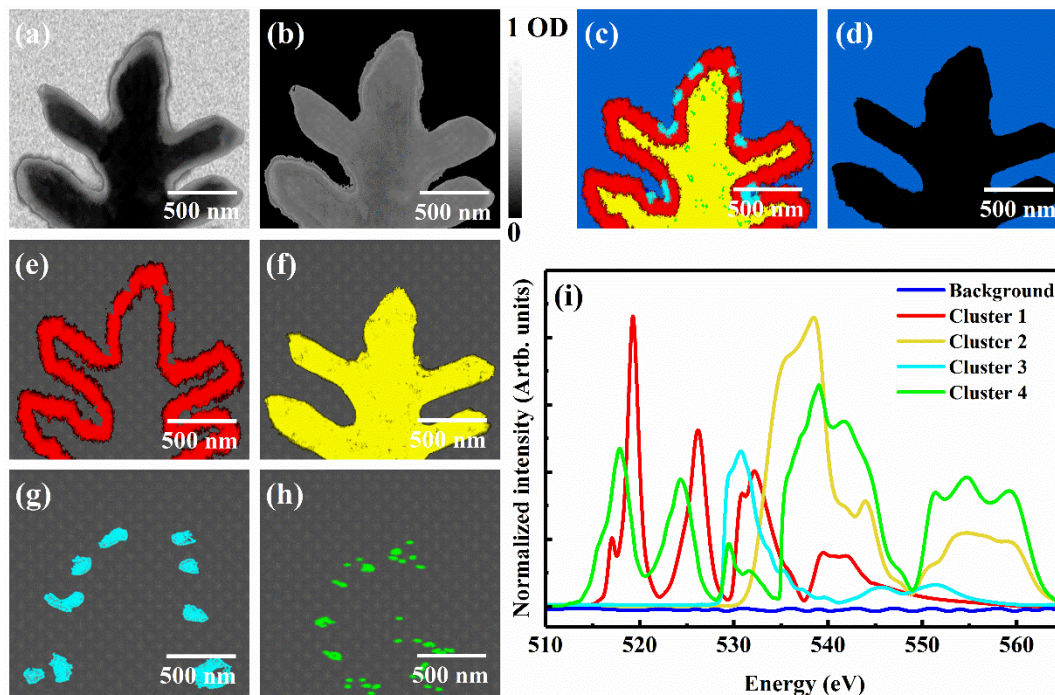 (a)
500 nm
(b)
500 nm
1 OD
0
(c)
500 nm
(d)
500 nm
(e)
500 nm
(f)
500 nm
(g)
500 nm
(h)
500 nm
(i)
Background
Cluster 1
Cluster 2
Cluster 3
Cluster 4
Normalized intensity (Artb. units)
510 520 530 540 550 560
Energy (eV)